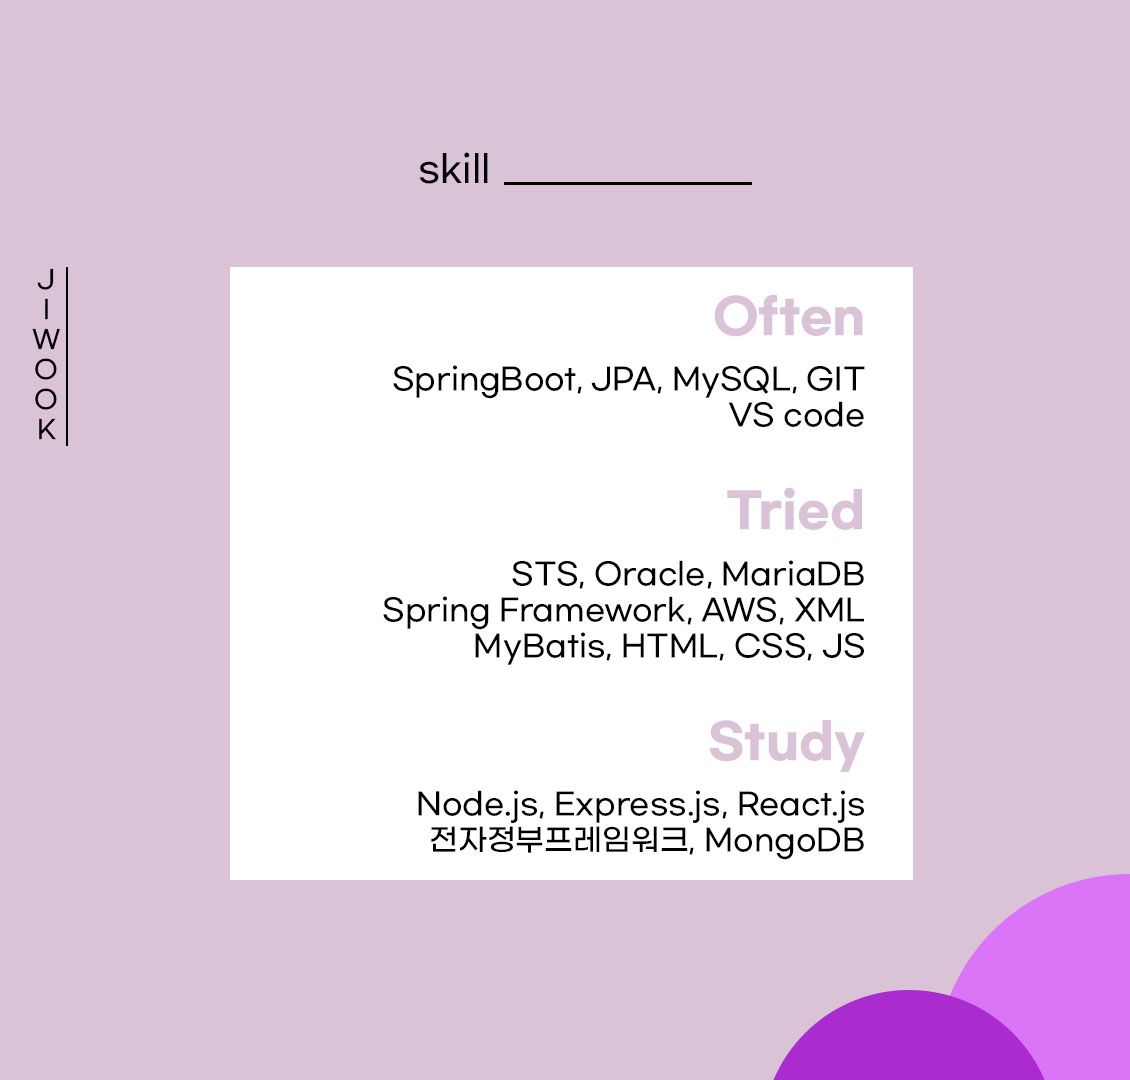 skill
JIWOOK
Often
SpringBoot, JPA, MySQL, GIT
VS code
Tried
STS, Oracle, MariaDB
Spring Framework, AWS, XML
MyBatis, HTML, CSS, JS
Study
Node.js, Express.js, React.js
전자정부프레임워크, MongoDB